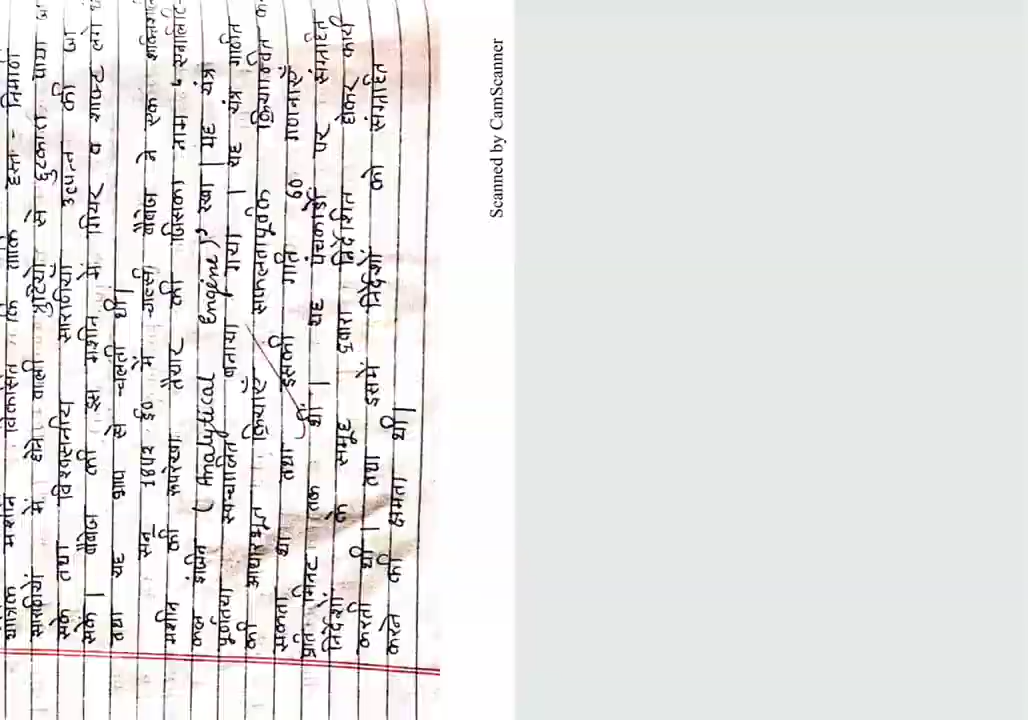 यांत्रिक मशीन विकसित कि ताकि हस्त - निर्माणी
सारणीयों में होने वाली त्रुटियों से छुटकारा पाया जा
सके तथा विश्वसनीय सारणीयाँ उत्पन्न की जा
सके। बैबेज की इस मशीन में गियर व शाफ्ट लगे थे
तथा यह भाप से चलती थी।
सन् 1842 ई० में चार्ल्स बैबेज ने एक
मशीन की रूपरेखा तैयार की जिसका नाम "एनालिटि-
कल इंजन (Analytical Engine)" रखा। यह यंत्र
पूर्णतया स्वचालित बनाया गया। यह यंत्र गणित
की आधारभूत क्रियाएँ सफलतापूर्वक क्रियान्वित क
सकता था तथा इसकी गति 60 गणनाएँ
प्रति मिनट तक थी। यह पंचकार्डो पर संग्रहित
निर्देशों के समूह द्वारा निर्देशित होकर कार्य
करती थी। तथा इसमें निर्देशों को संग्रहित
करने की क्षमता थी।
Scanned by CamScanner